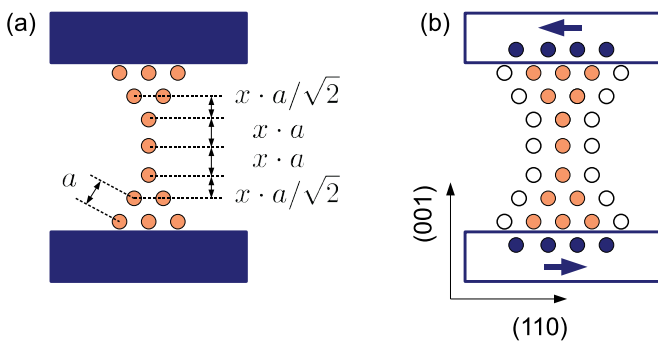 (a)
x · a/√2
x · a
x · a
x · a/√2
a
(b)
(001)
(110)